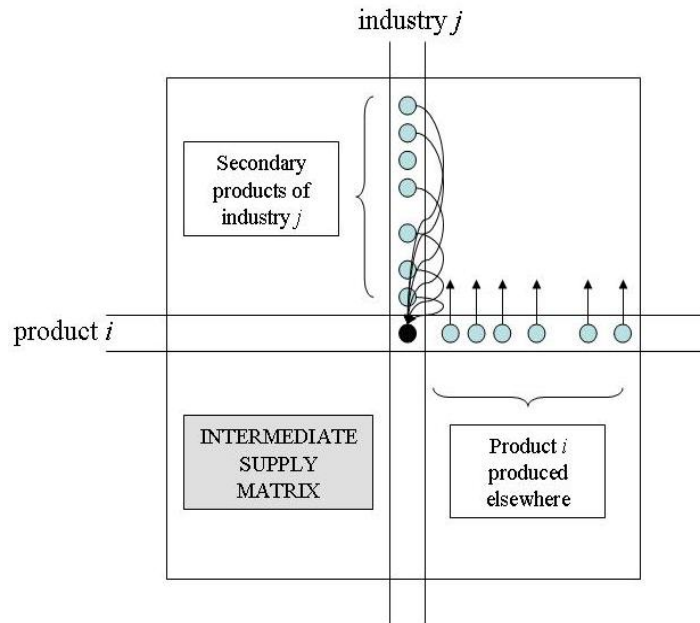 industry j
Secondary
products of
industry j
product i
INTERMEDIATE
SUPPLY
MATRIX
Product i
produced
elsewhere